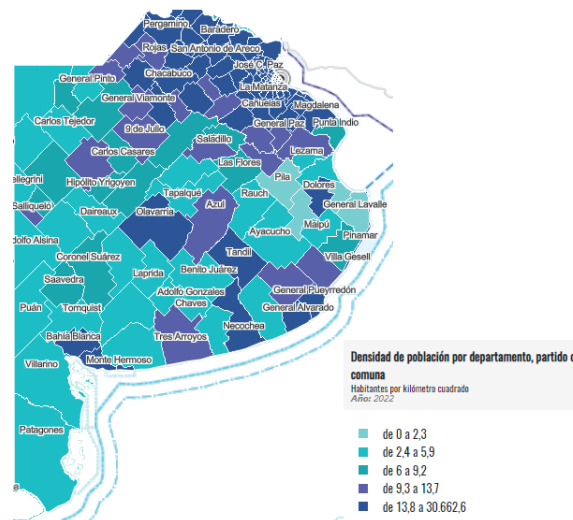 Pergamino
Baradero
Rojas
San Antonio de Areco
General Pinto
Chacabuco
José C. Paz
La Matanza
General Viamonte
Cañuelas
Magdalena
Carlos Tejedor
9 de Julio
General Paz
Punta Indio
Saladillo
Carlos Casares
Lezama
Las Flores
Pila
ellegrini
Hipólito Yrigoyen
Tapalqué
Rauch
Dolores
Salliqueló
Daireaux
Azul
General Lavalle
Olavarría
Maipú
dolfo Alsina
Ayacucho
Pinamar
Coronel Suárez
Tandil
Villa Gesell
Laprida
Benito Juárez
Saavedra
Adolfo Gonzales
Chaves
General Pueyrredón
Puán
Tornquist
General Alvarado
Necochea
Bahía Blanca
Tres Arroyos
Villarino
Monte Hermoso
Patagones
e
Densidad de población por departamento, partido o
comuna
Habitantes por kilómetro cuadrado
Año: 2022
de 0 a 2,3
de 2,4 a 5,9
de 6 a 9,2
de 9,3 a 13,7
de 13,8 a 30.662,6